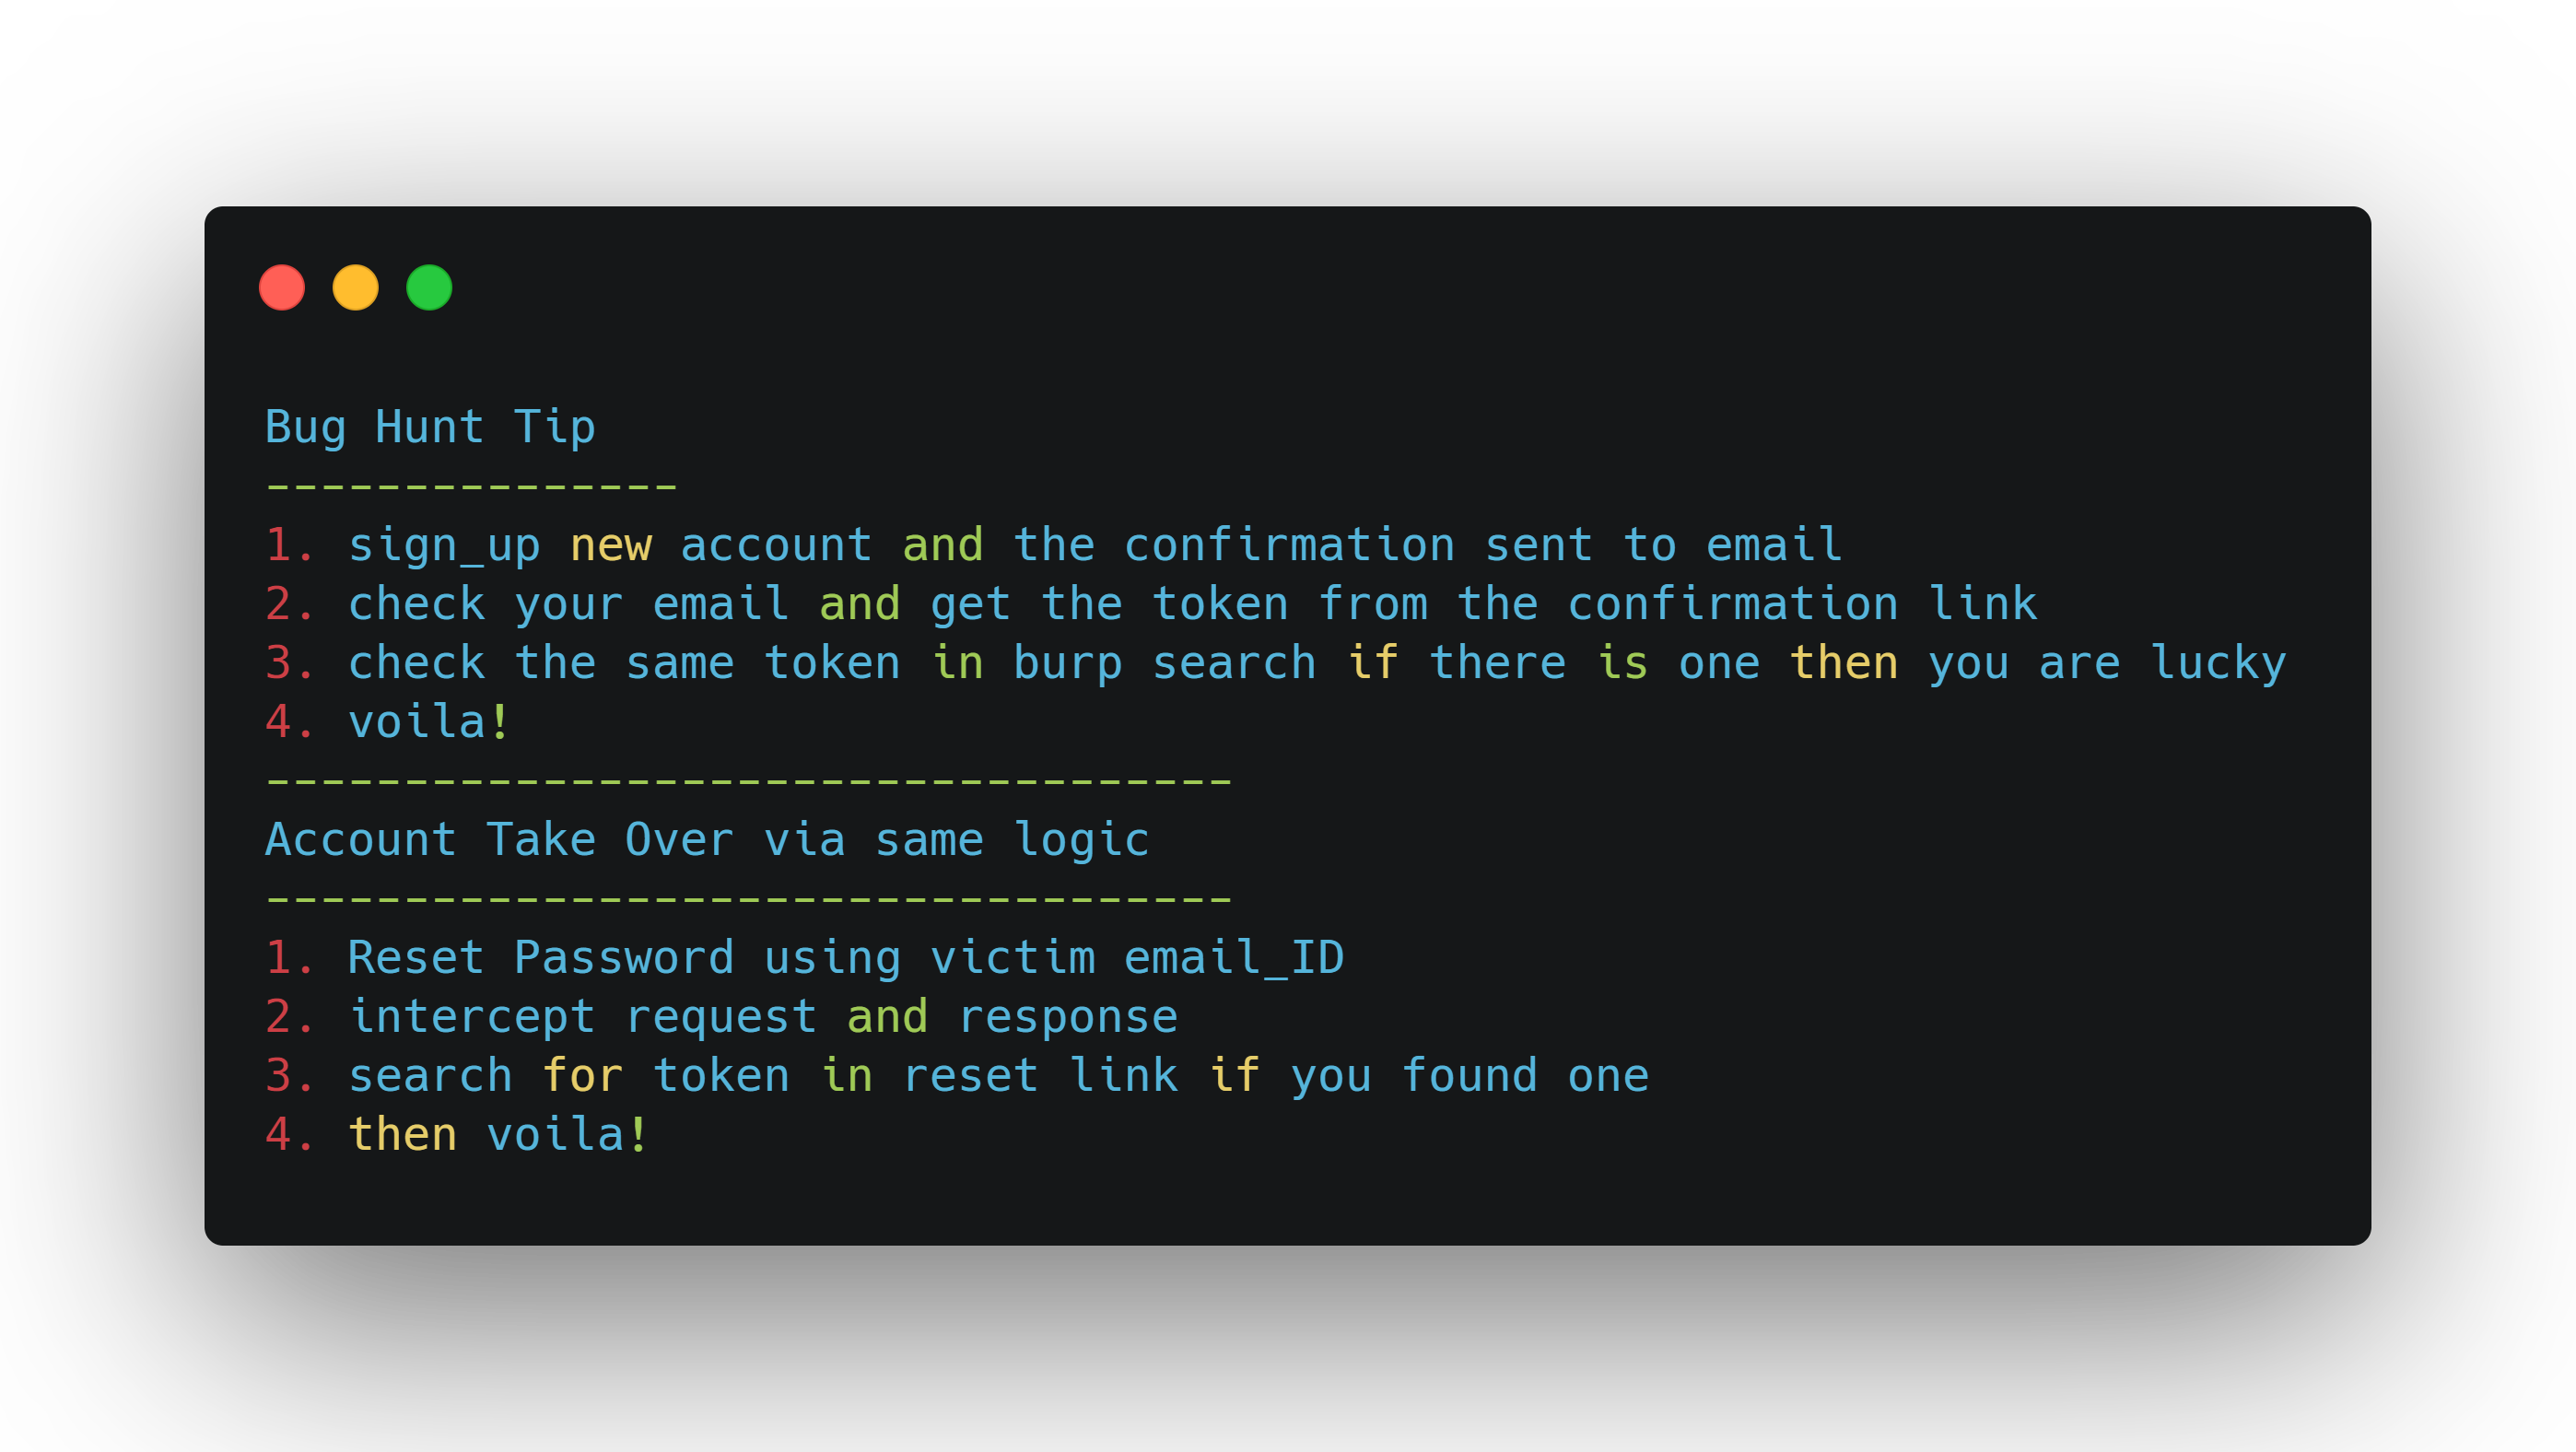 Bug Hunt Tip
---------------
1. sign_up new account and the confirmation sent to email
2. check your email and get the token from the confirmation link
3. check the same token in burp search if there is one then you are lucky
4. voila!
-----------------------------------
Account Take Over via same logic
-----------------------------------
1. Reset Password using victim email_ID
2. intercept request and response
3. search for token in reset link if you found one
4. then voila!